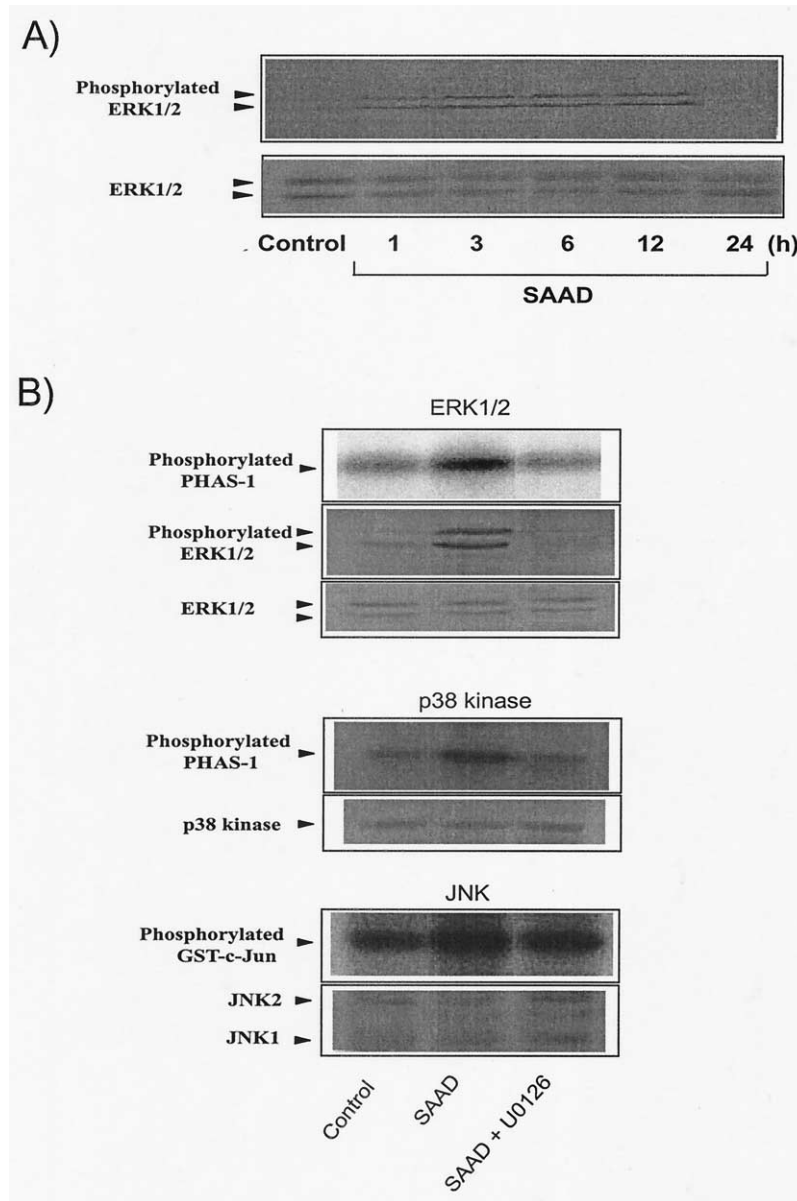 A)
Phosphorylated
ERK1/2
ERK1/2
Control 1 3 6 12 24 (h)
SAAD
B)
ERK1/2
Phosphorylated
PHAS-1
Phosphorylated
ERK1/2
ERK1/2
p38 kinase
Phosphorylated
PHAS-1
p38 kinase
JNK
Phosphorylated
GST-c-Jun
JNK2
JNK1
Control
SAAD
SAAD + U0126